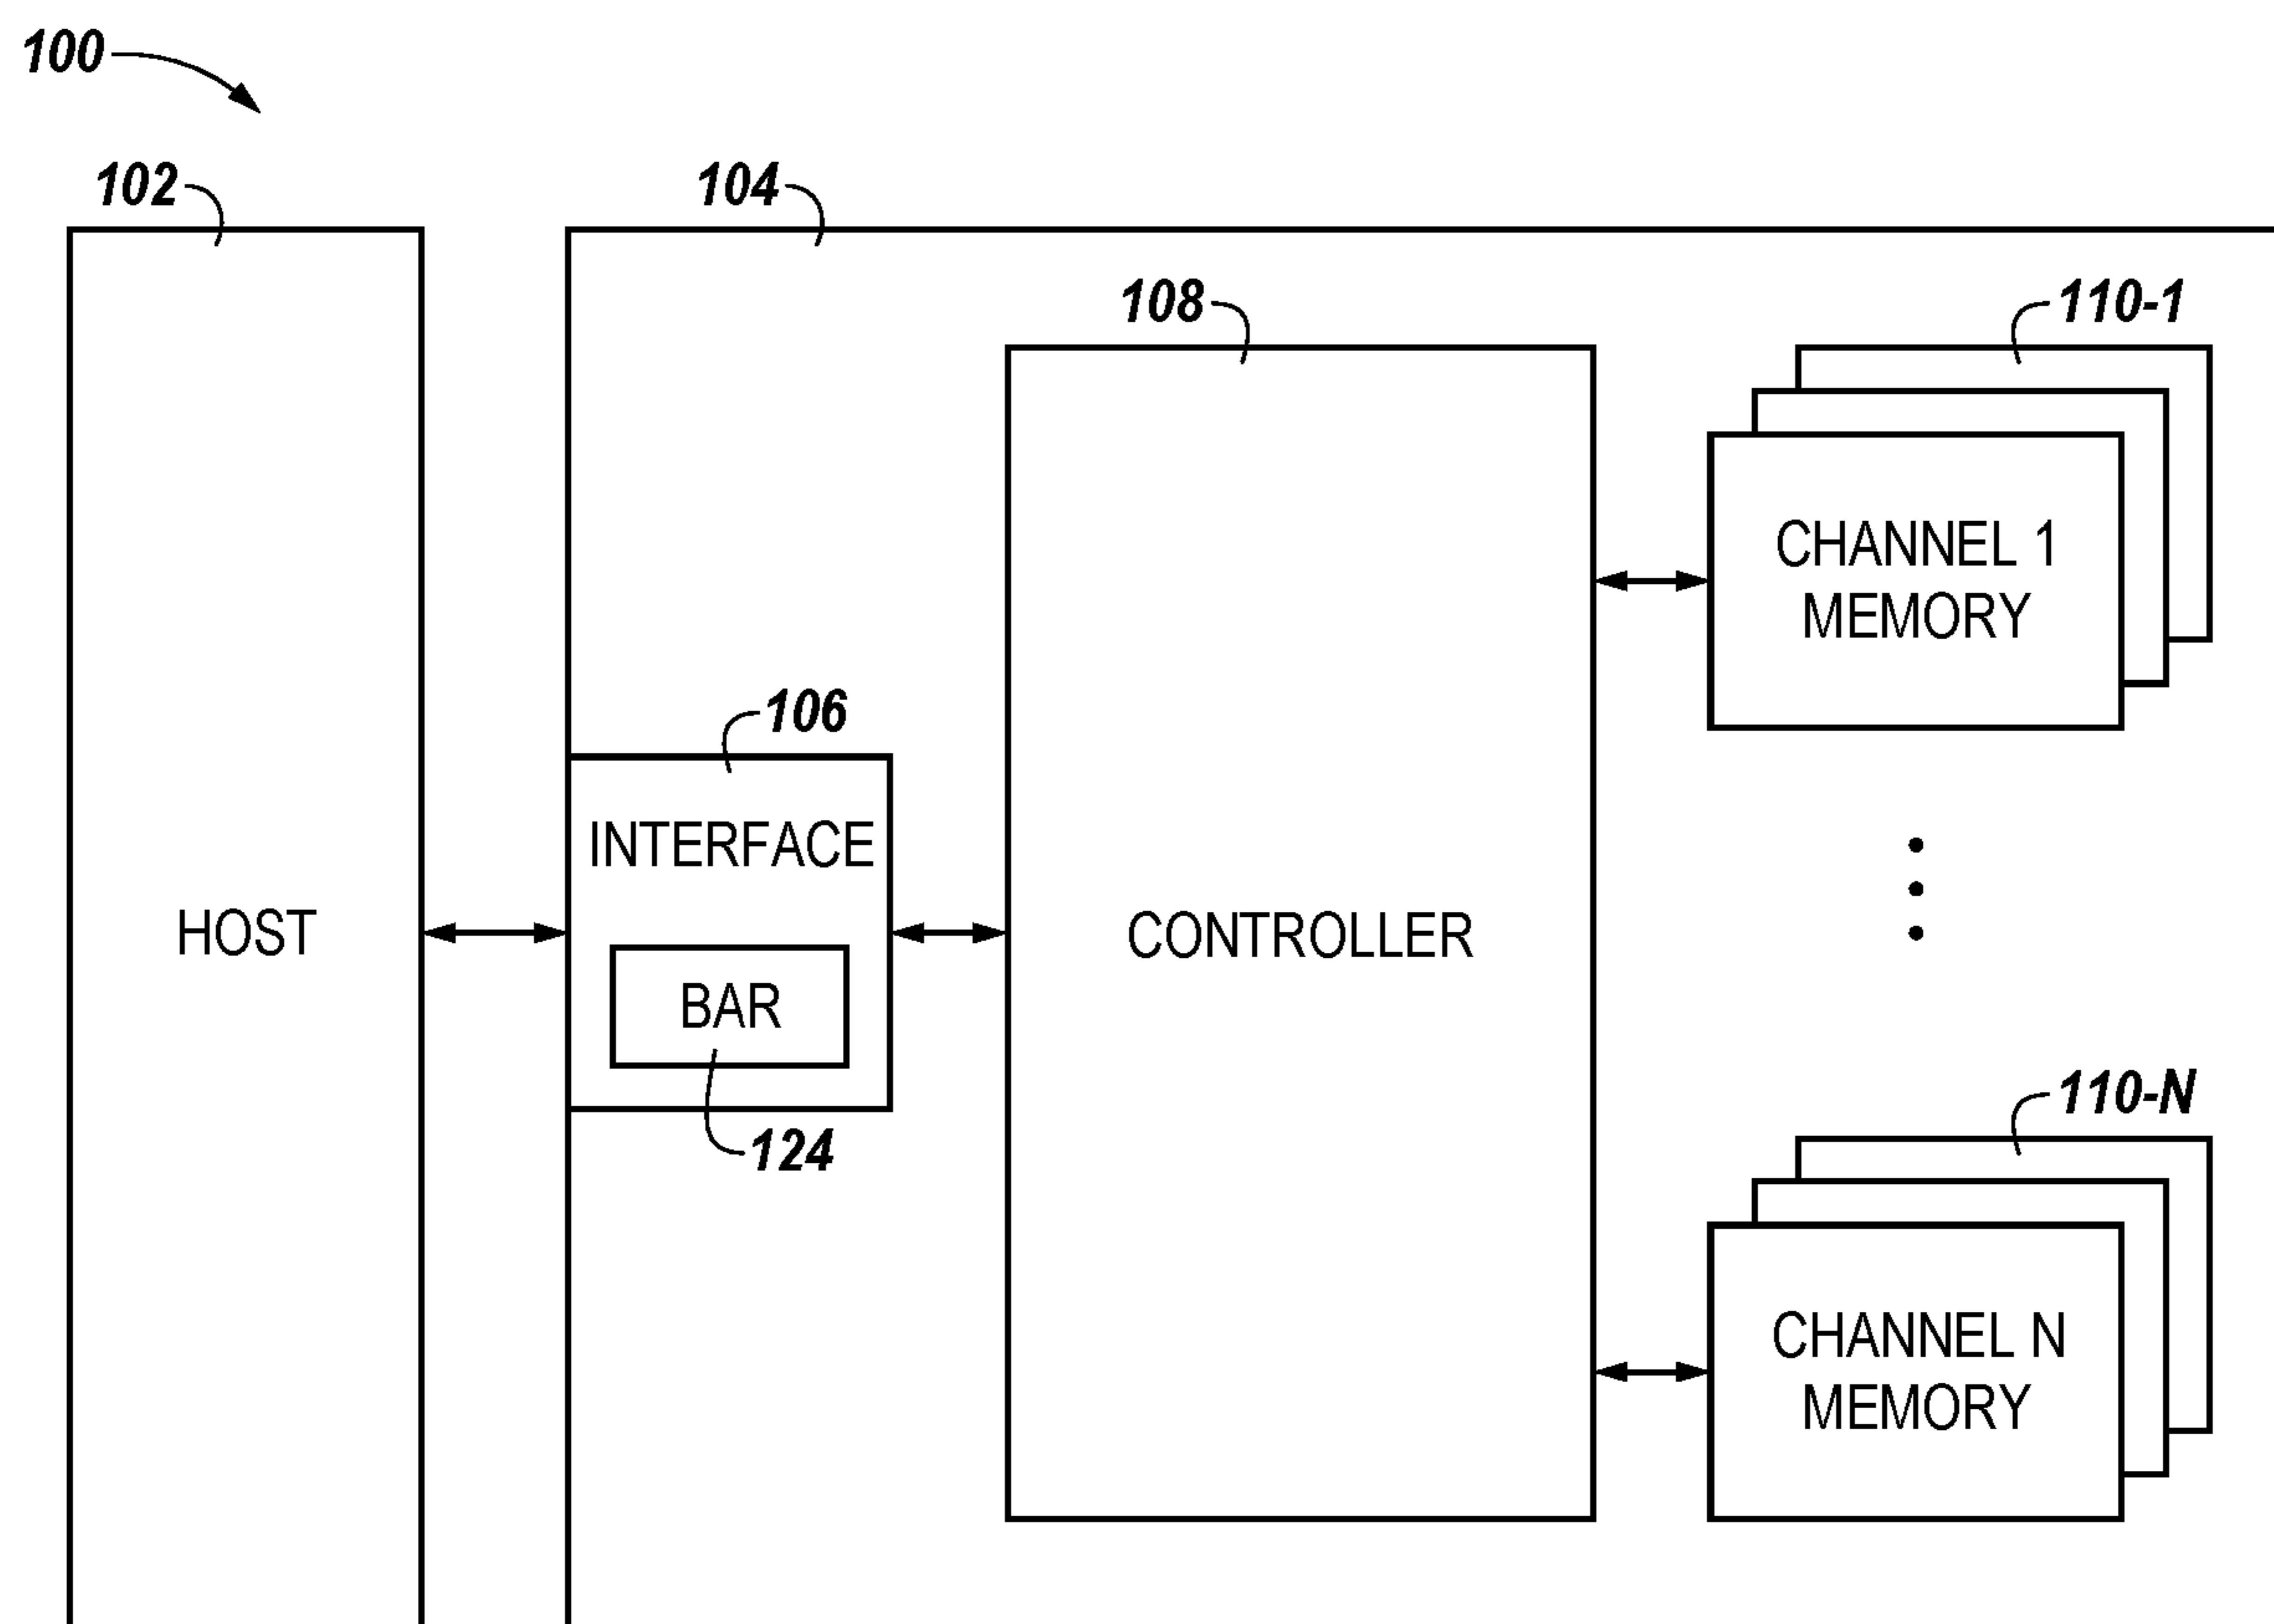 100
102
104
108
110-1
CHANNEL 1
MEMORY
106
INTERFACE
HOST
CONTROLLER
BAR
124
110-N
CHANNEL N
MEMORY